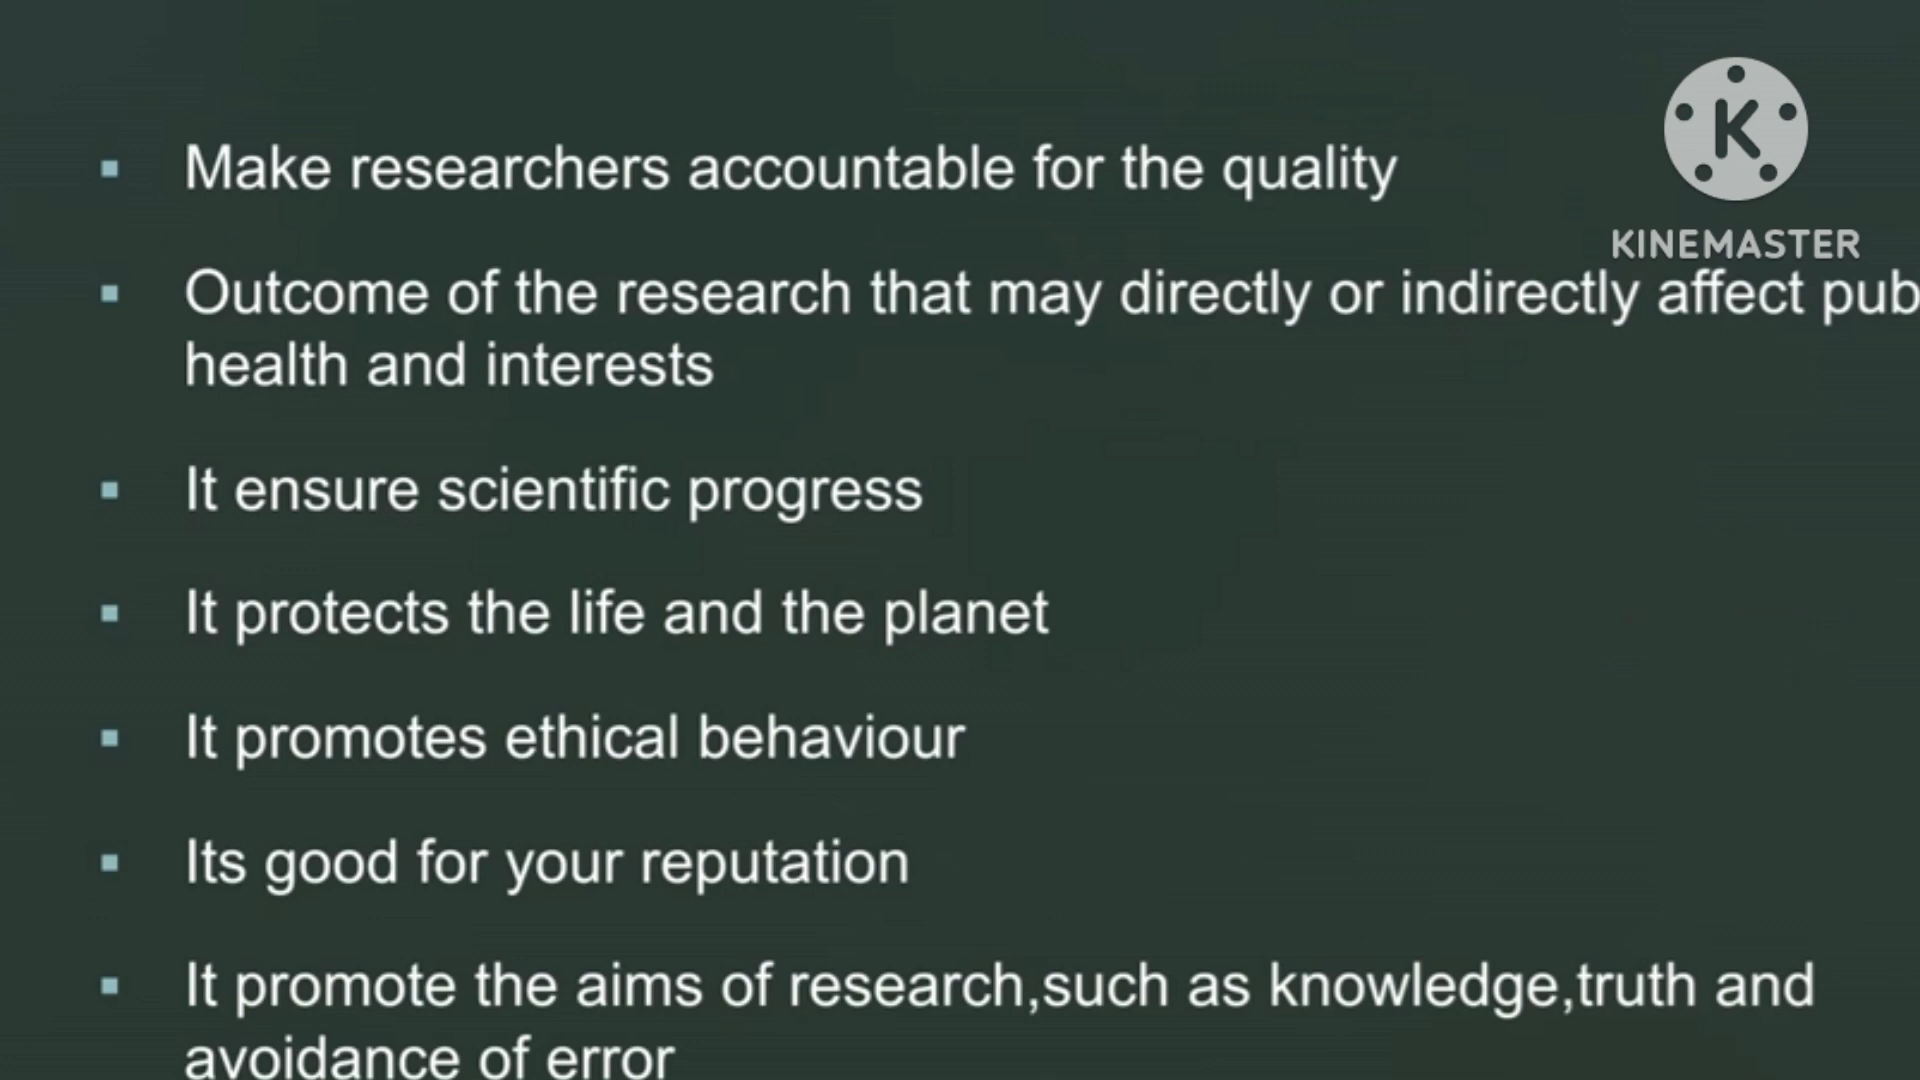 Make researchers accountable for the quality
KINEMASTER
Outcome of the research that may directly or indirectly affect
health and interests
It ensure scientific progress
It protects the life and the planet
It promotes ethical behaviour
Its good for your reputation
It promote the aims of research,such as knowledge,truth and
avoidance of error